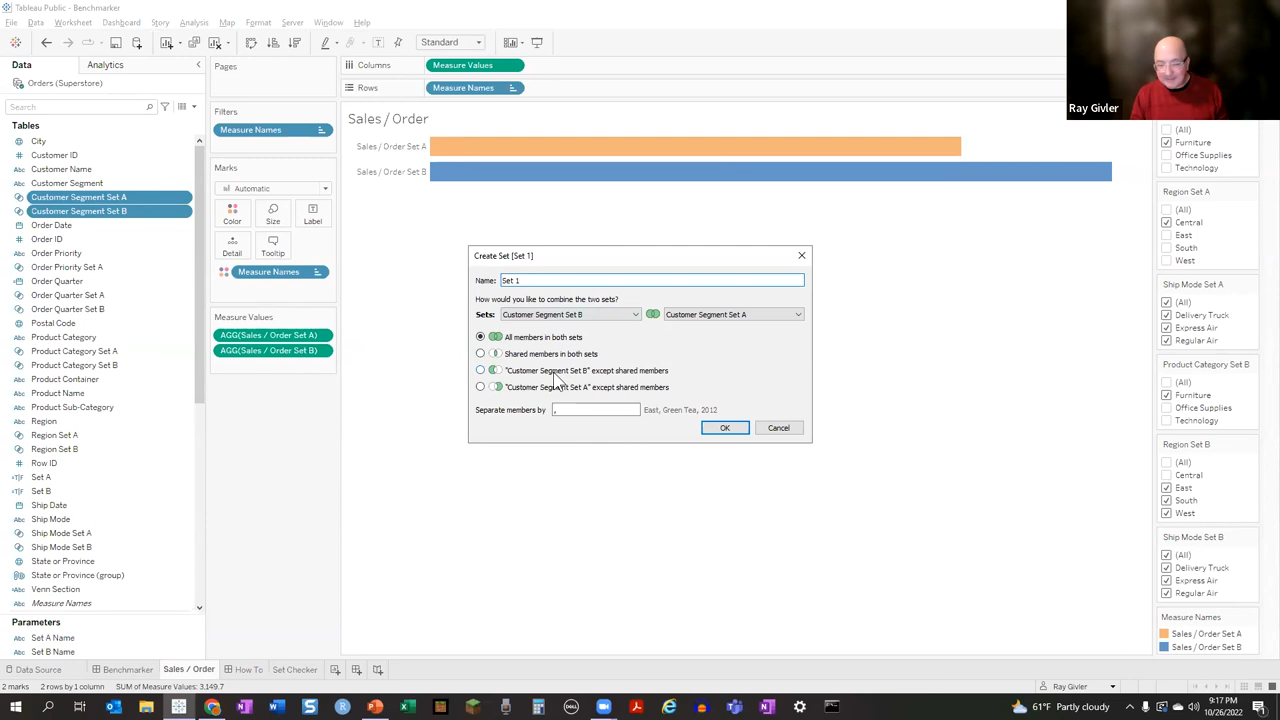 Tableau Public - Benchmarker
File Data Worksheet Dashboard Story Analysis Map Format Server Window Help
Standard
Data Analytics
Orders (Superstore)
Search
Tables
City
Customer ID
Customer Name
Customer Segment
Customer Segment Set A
Customer Segment Set B
Order Date
Order ID
Order Priority
Order Priority Set A
Order Quarter
Order Quarter Set A
Order Quarter Set B
Postal Code
Product Category
Product Category Set A
Product Category Set B
Product Container
Product Name
Product Sub-Category
Region
Region Set A
Region Set B
Row ID
Set A
Set B
Ship Date
Ship Mode
Ship Mode Set A
Ship Mode Set B
State or Province
State or Province (group)
Venn Section
Measure Names
Parameters
Set A Name
Set B Name
Pages
Filters
Measure Names
Marks
Automatic
Color Size Label
Detail Tooltip
Measure Names
Measure Values
AGG(Sales / Order Set A)
AGG(Sales / Order Set B)
Columns Measure Values
Rows Measure Names
Sales / Order
Sales / Order Set A
Sales / Order Set B
Create Set [Set 1]
Name: Set 1
How would you like to combine the two sets?
Sets: Customer Segment Set B Customer Segment Set A
All members in both sets
Shared members in both sets
"Customer Segment Set B" except shared members
"Customer Segment Set A" except shared members
Separate members by , East, Green Tea, 2012
OK Cancel
Ray Givler
(All)
Furniture
Office Supplies
Technology
Region Set A
(All)
Central
East
South
West
Ship Mode Set A
(All)
Delivery Truck
Express Air
Regular Air
Product Category Set B
(All)
Furniture
Office Supplies
Technology
Region Set B
(All)
Central
East
South
West
Ship Mode Set B
(All)
Delivery Truck
Express Air
Regular Air
Measure Names
Sales / Order Set A
Sales / Order Set B
Data Source Benchmarker Sales / Order How To Set Checker
2 marks 2 rows by 1 column SUM of Measure Values: 3,149.7
Ray Givler
61°F Partly cloudy
9:17 PM
10/26/2022